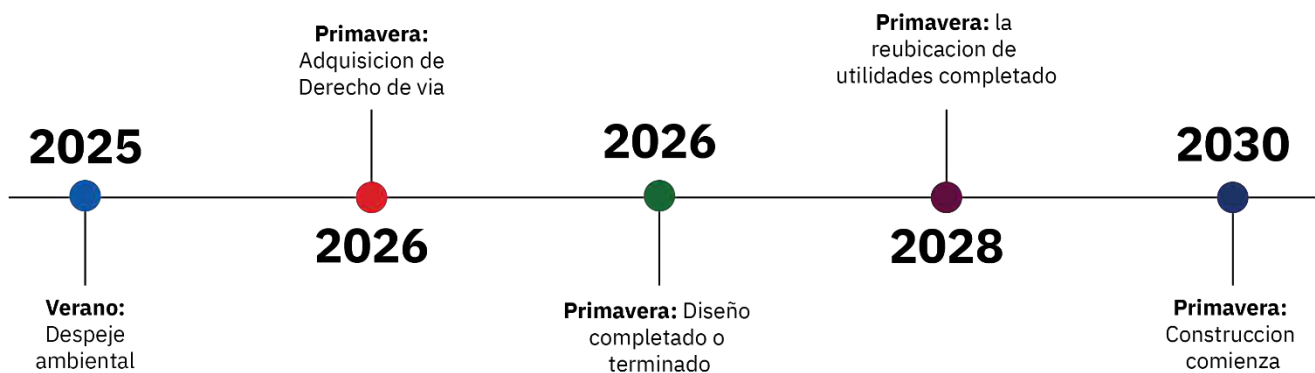 2025
Verano:
Despeje
ambiental
Primavera:
Adquisicion de
Derecho de via
2026
2026
Primavera: Diseño
completado o
terminado
Primavera: la
reubicacion de
utilidades completado
2028
2030
Primavera:
Construccion
comienza